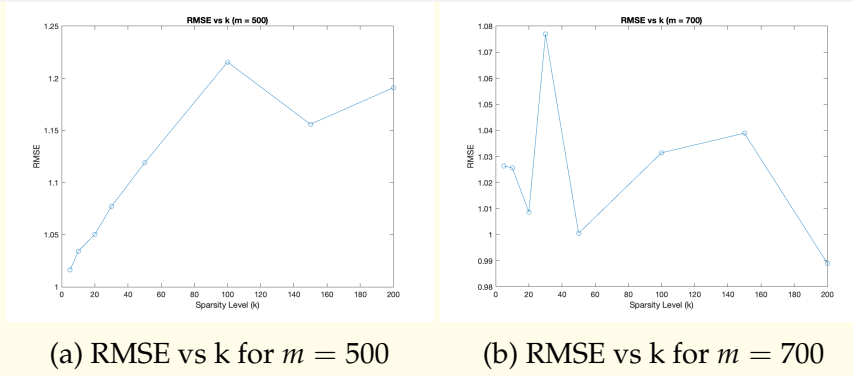 RMSE vs k (m = 500)
1.25
1.2
1.15
1.1
1.05
1
RMSE
0 20 40 60 80 100 120 140 160 180 200
Sparsity Level (k)
RMSE vs k (m = 700)
1.08
1.07
1.06
1.05
1.04
1.03
1.02
1.01
1
0.99
0.98
RMSE
0 20 40 60 80 100 120 140 160 180 200
Sparsity Level (k)
(a) RMSE vs k for m = 500
(b) RMSE vs k for m = 700